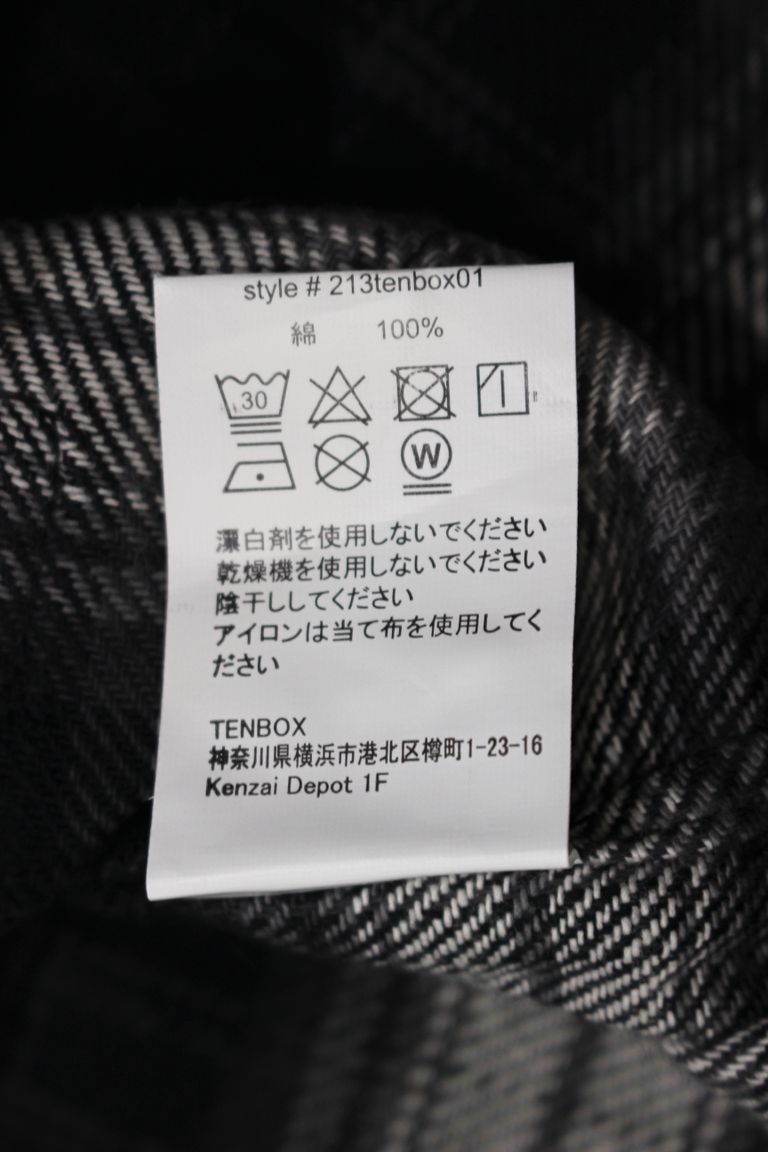 style # 213tenbox01
綿 100%
30
W
漂白剤を使用しないでください
乾燥機を使用しないでください
陰干ししてください
アイロンは当て布を使用してく
ださい
TENBOX
神奈川県横浜市港北区樽町1-23-16
Kenzai Depot 1F